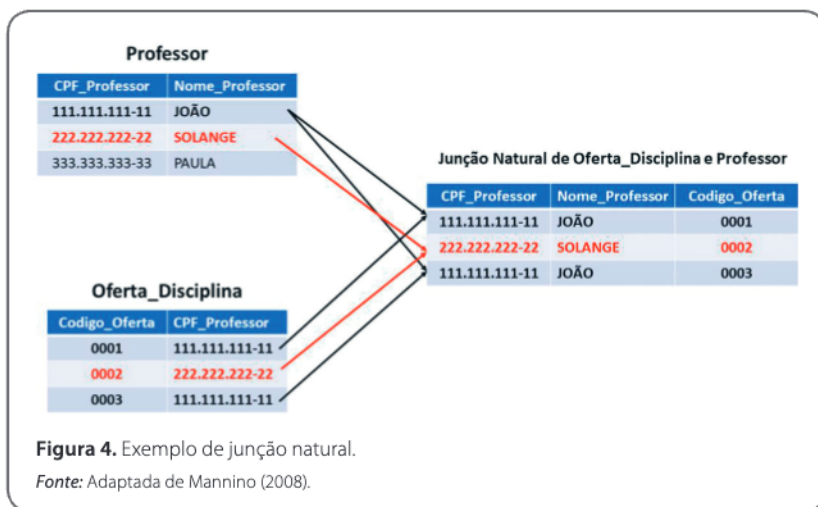 Professor
CPF_Professor Nome_Professor
111.111.111-11 JOÃO
222.222.222-22 SOLANGE
333.333.333-33 PAULA
Oferta_Disciplina
Codigo_Oferta CPF_Professor
0001 111.111.111-11
0002 222.222.222-22
0003 111.111.111-11
Junção Natural de Oferta_Disciplina e Professor
CPF_Professor Nome_Professor Codigo_Oferta
111.111.111-11 JOÃO 0001
222.222.222-22 SOLANGE 0002
111.111.111-11 JOÃO 0003
Figura 4. Exemplo de junção natural.
Fonte: Adaptada de Mannino (2008).